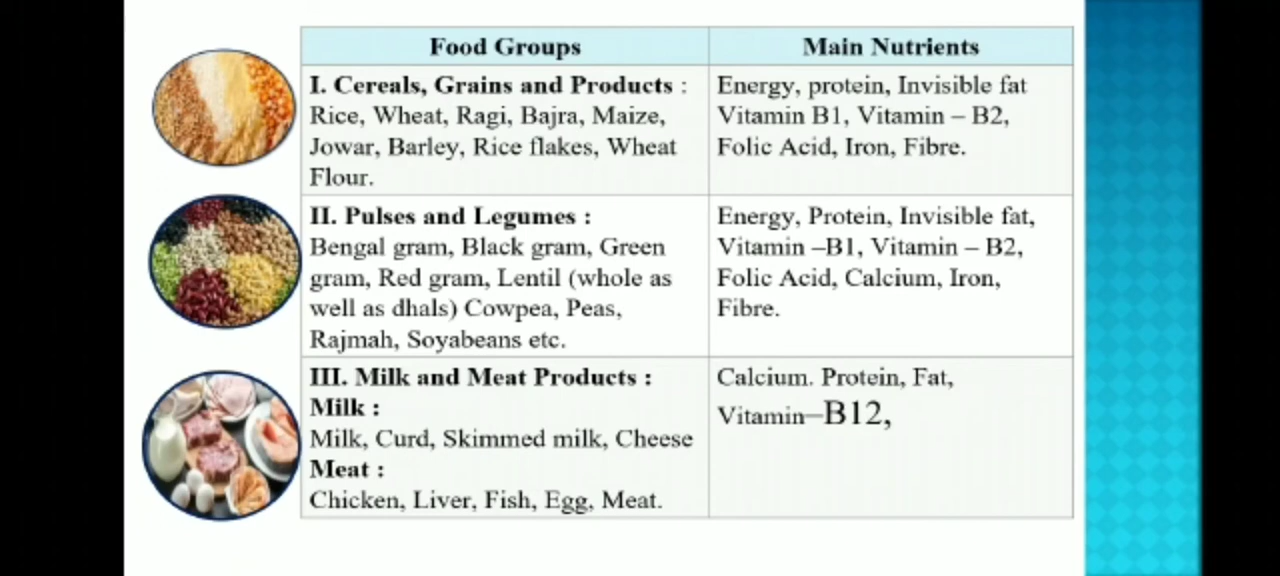 Food Groups
Main Nutrients
I. Cereals, Grains and Products :
Rice, Wheat, Ragi, Bajra, Maize,
Jowar, Barley, Rice flakes, Wheat
Flour.
Energy, protein, Invisible fat
Vitamin B1, Vitamin – B2,
Folic Acid, Iron, Fibre.
II. Pulses and Legumes :
Bengal gram, Black gram, Green
gram, Red gram, Lentil (whole as
well as dhals) Cowpea, Peas,
Rajmah, Soyabeans etc.
Energy, Protein, Invisible fat,
Vitamin –B1, Vitamin – B2,
Folic Acid, Calcium, Iron,
Fibre.
III. Milk and Meat Products :
Milk :
Milk, Curd, Skimmed milk, Cheese
Meat :
Chicken, Liver, Fish, Egg, Meat.
Calcium. Protein, Fat,
Vitamin–B12,